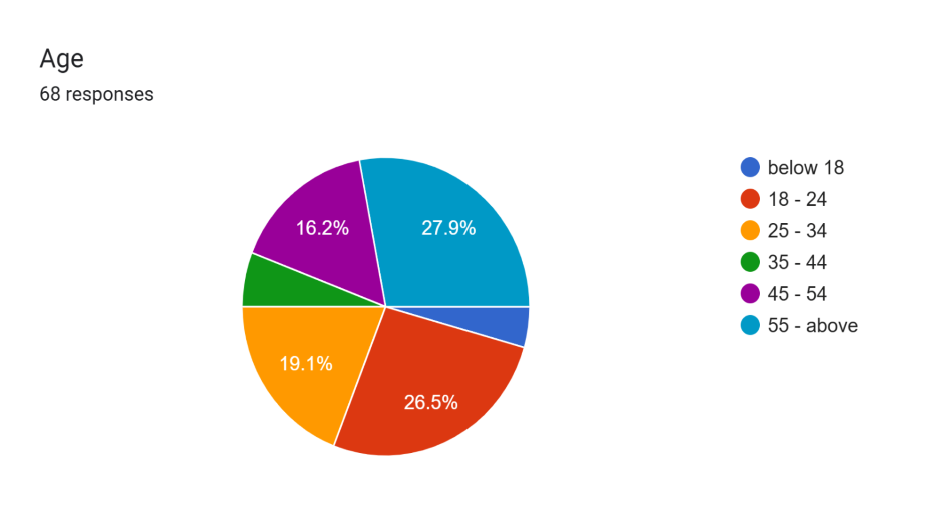 Age
68 responses
16.2%
27.9%
19.1%
26.5%
below 18
18 - 24
25 - 34
35 - 44
45 - 54
55 - above